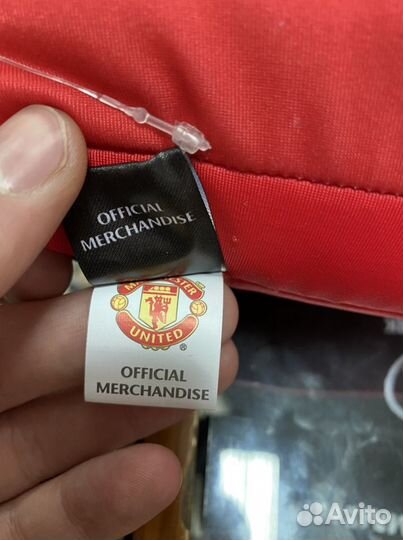 OFFICIAL
MERCHANDISE
MANCHESTER
UNITED
®
OFFICIAL
MERCHANDISE
Avito